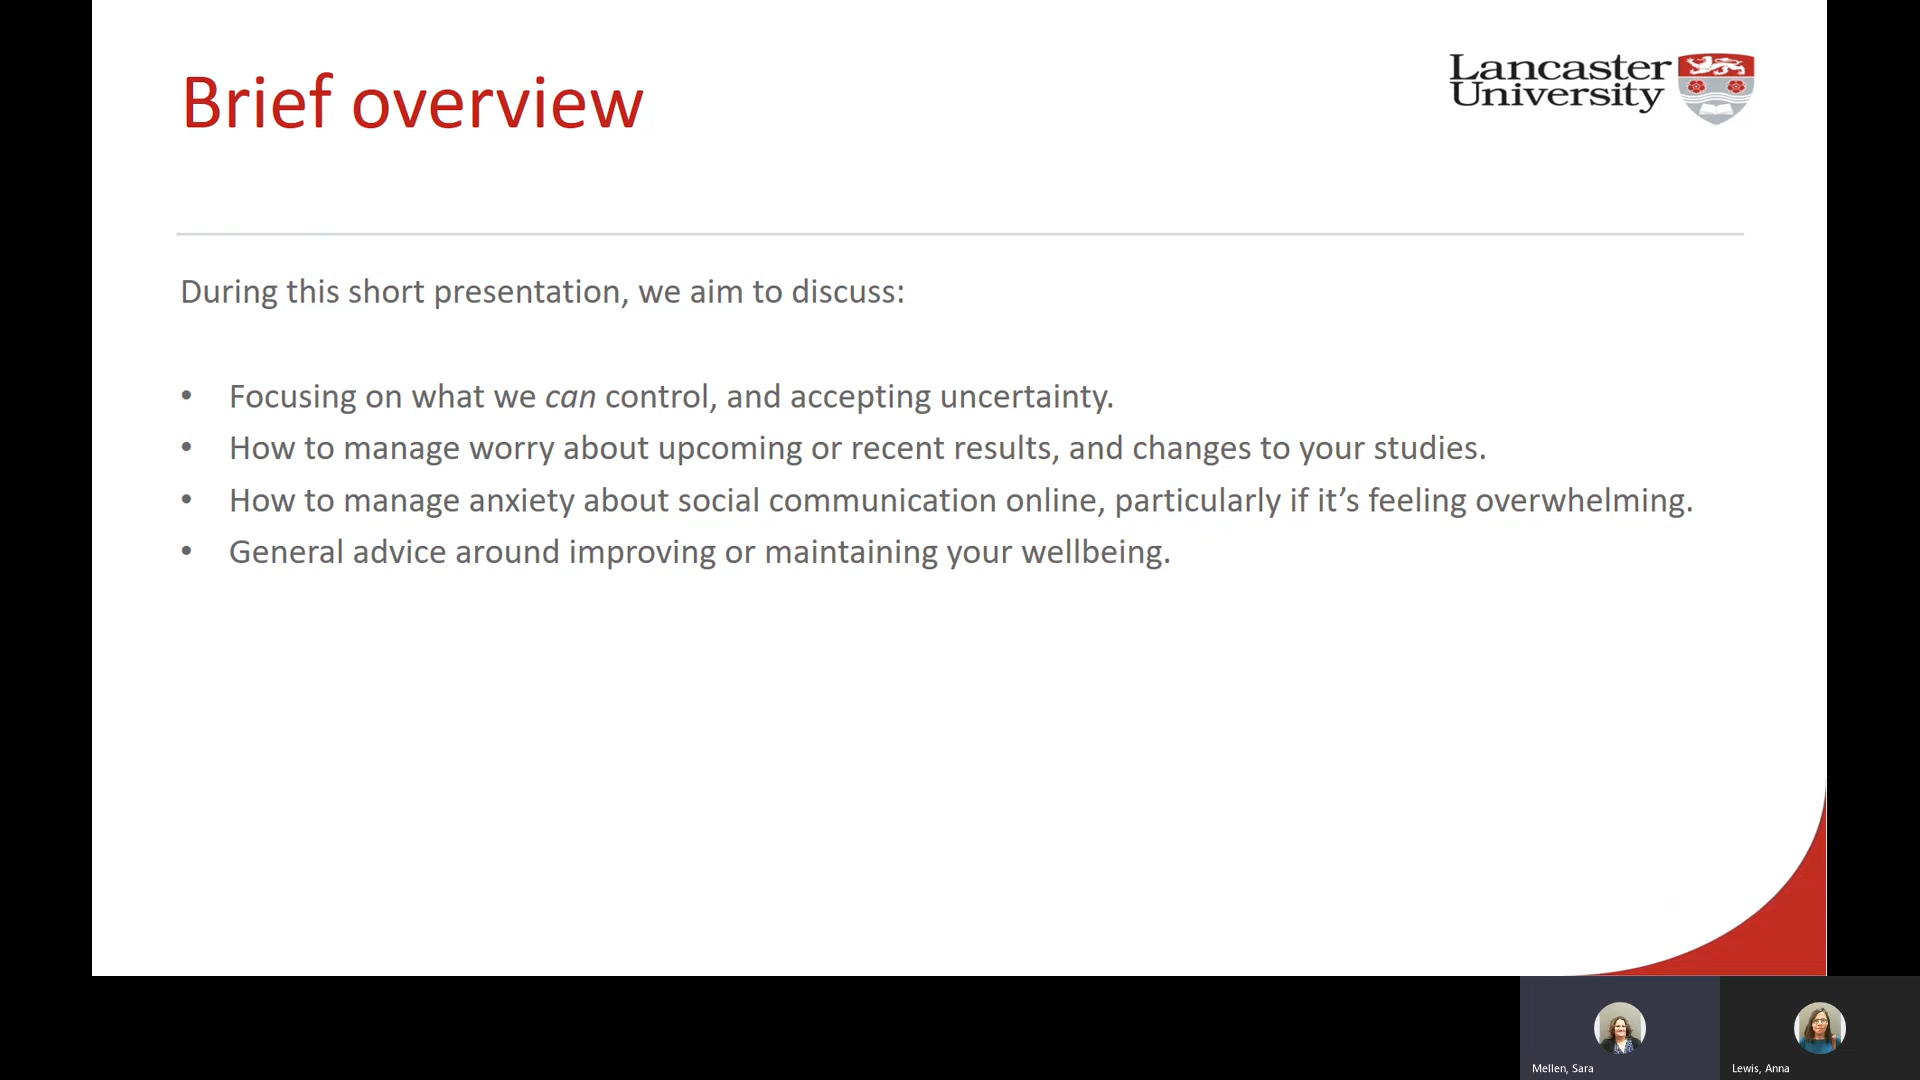 Brief overview
Lancaster
University
During this short presentation, we aim to discuss:
• Focusing on what we can control, and accepting uncertainty.
• How to manage worry about upcoming or recent results, and changes to your studies.
• How to manage anxiety about social communication online, particularly if it’s feeling overwhelming.
• General advice around improving or maintaining your wellbeing.
Mellen, Sara
Lewis, Anna